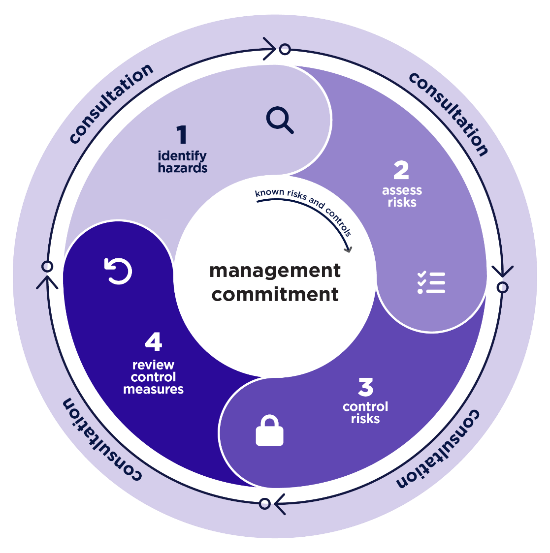 consultation
consultation
1
identify
hazards
2
assess
risks
known risks and controls
management
commitment
4
review
control
measures
3
control
risks
consultation
consultation